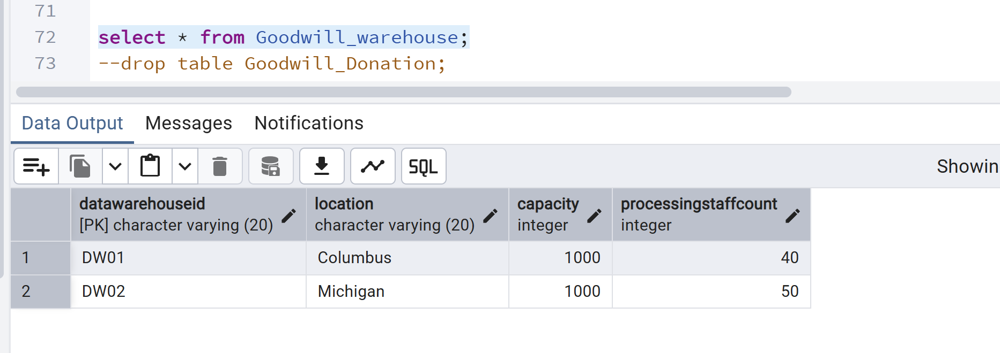 71
72 select * from Goodwill_warehouse;
73 --drop table Goodwill_Donation;
Data Output Messages Notifications
SQL Showin
datawarehouseid location capacity processingstaffcount
[PK] character varying (20) character varying (20) integer integer
1 DW01 Columbus 1000 40
2 DW02 Michigan 1000 50